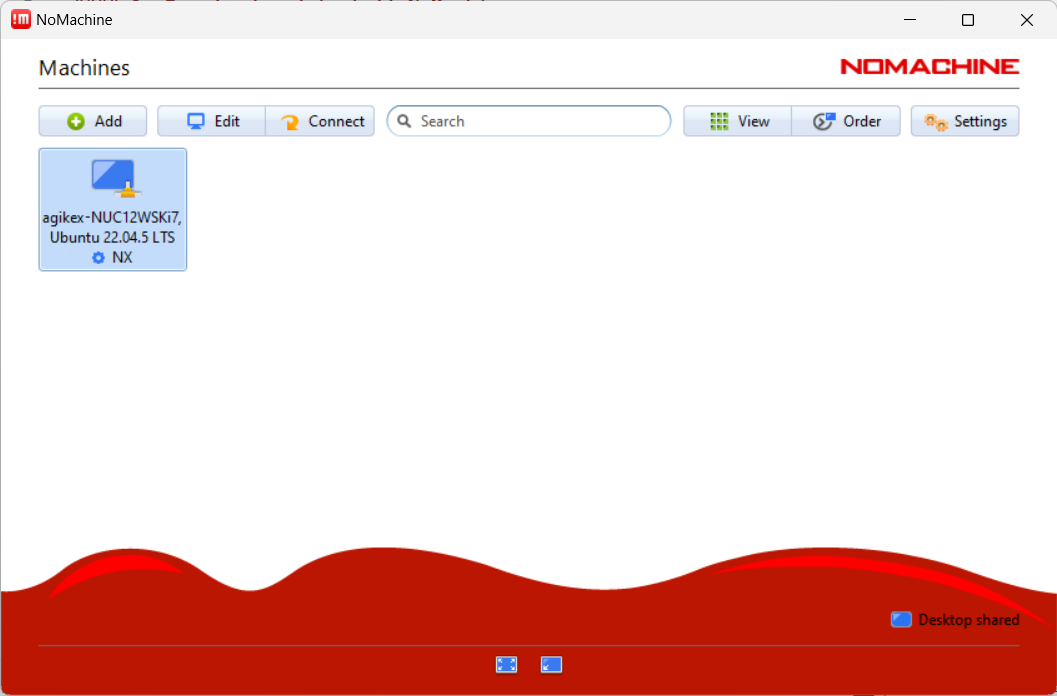 NoMachine
Machines
NOMACHINE
Add
Edit
Connect
Search
View
Order
Settings
agikex-NUC12WSKi7,
Ubuntu 22.04.5 LTS
NX
Desktop shared